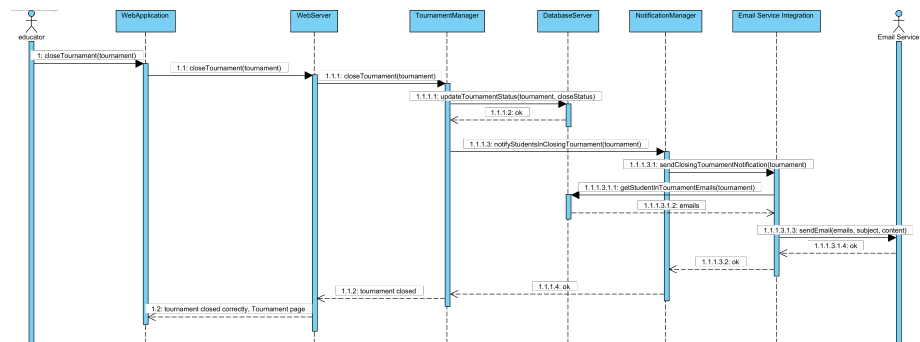 WebApplication
WebServer
TournamentManager
DatabaseServer
NotificationManager
Email Service Integration
educator
Email Service
1: closeTournament(tournament)
1.1: closeTournament(tournament)
1.1.1: closeTournament(tournament)
1.1.1.1: updateTournamentStatus(tournament, closeStatus)
1.1.1.2: ok
1.1.1.3: notifyStudentsInClosingTournament(tournament)
1.1.1.3.1: sendClosingTournamentNotification(tournament)
1.1.1.3.1.1: getStudentInTournamentEmails(tournament)
1.1.1.3.1.2: emails
1.1.1.3.1.3: sendEmail(emails, subject, content)
1.1.1.3.1.4: ok
1.1.1.3.2: ok
1.1.1.4: ok
1.1.2: tournament closed
1.2: tournament closed correctly, Tournament page